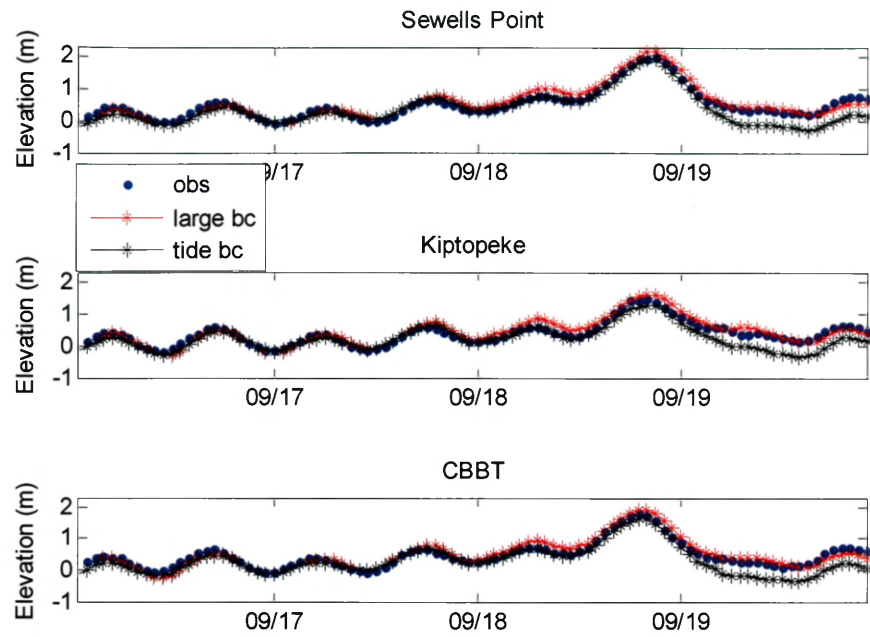 Sewells Point
Elevation (m)
2
1
0
-1
09/17
09/18
09/19
obs
large bc
tide bc
Kiptopeke
Elevation (m)
2
1
0
-1
09/17
09/18
09/19
CBBT
Elevation (m)
2
1
0
-1
09/17
09/18
09/19